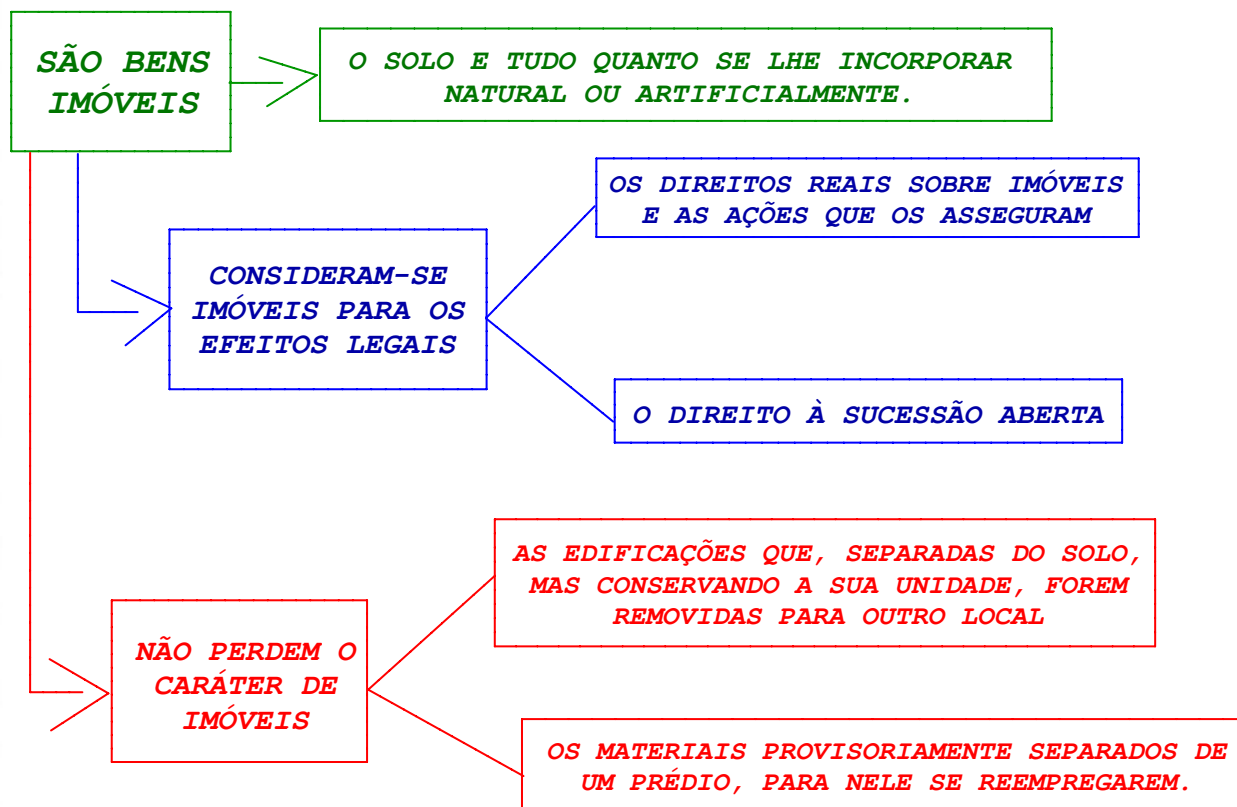 SÃO BENS
IMÓVEIS
O SOLO E TUDO QUANTO SE LHE INCORPORAR
NATURAL OU ARTIFICIALMENTE.
OS DIREITOS REAIS SOBRE IMÓVEIS
E AS AÇÕES QUE OS ASSEGURAM
CONSIDERAM-SE
IMÓVEIS PARA OS
EFEITOS LEGAIS
O DIREITO À SUCESSÃO ABERTA
AS EDIFICAÇÕES QUE, SEPARADAS DO SOLO,
MAS CONSERVANDO A SUA UNIDADE, FOREM
REMOVIDAS PARA OUTRO LOCAL
NÃO PERDEM O
CARÁTER DE
IMÓVEIS
OS MATERIAIS PROVISORIAMENTE SEPARADOS DE
UM PRÉDIO, PARA NELE SE REEMPREGAREM.